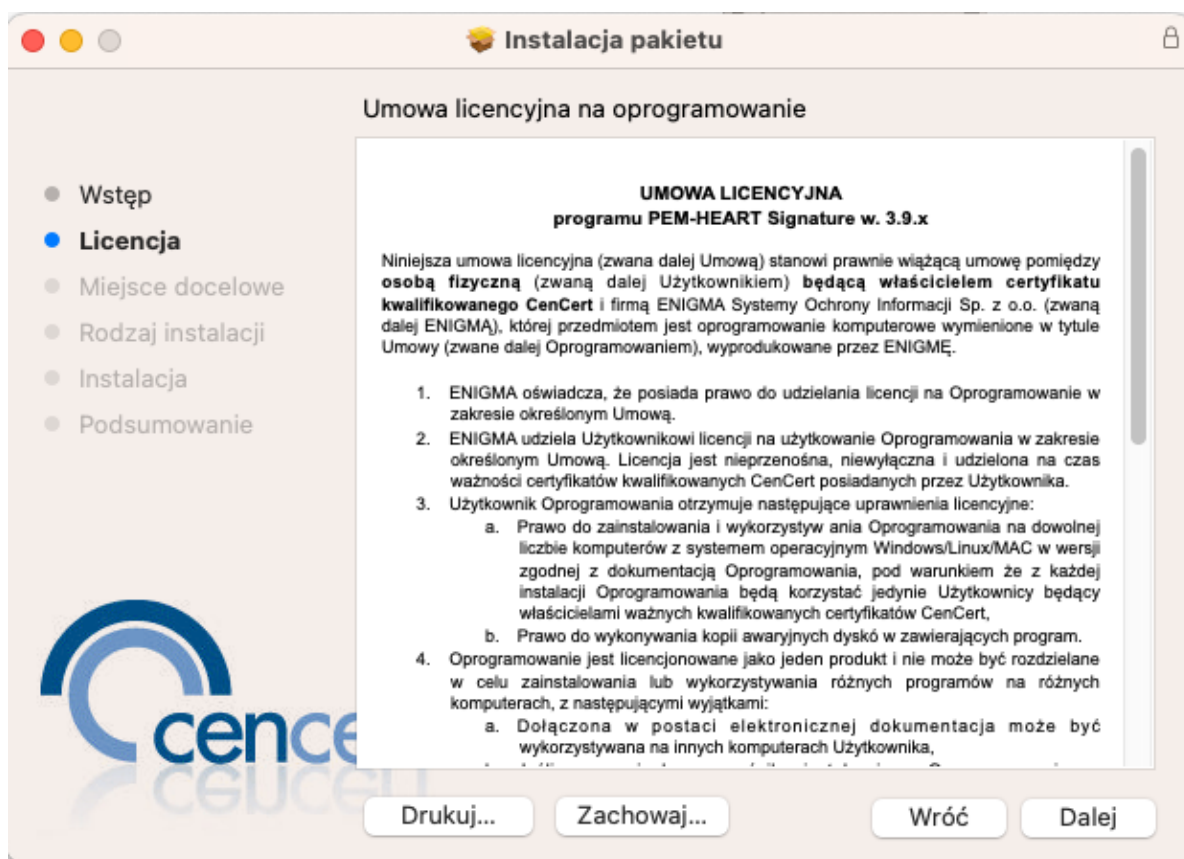 Instalacja pakietu
Umowa licencyjna na oprogramowanie
Wstęp
Licencja
Miejsce docelowe
Rodzaj instalacji
Instalacja
Podsumowanie
UMOWA LICENCYJNA
programu PEM-HEART Signature w. 3.9.x
Niniejsza umowa licencyjna (zwana dalej Umową) stanowi prawnie wiążącą umowę pomiędzy
osobą fizyczną (zwaną dalej Użytkownikiem) będącą właścicielem certyfikatu
kwalifikowanego CenCert i firmą ENIGMA Systemy Ochrony Informacji Sp. z o.o. (zwaną
dalej ENIGMĄ), której przedmiotem jest oprogramowanie komputerowe wymienione w tytule
Umowy (zwane dalej Oprogramowaniem), wyprodukowane przez ENIGMĘ.
1. ENIGMA oświadcza, że posiada prawo do udzielania licencji na Oprogramowanie w
zakresie określonym Umową.
2. ENIGMA udziela Użytkownikowi licencji na użytkowanie Oprogramowania w zakresie
określonym Umową. Licencja jest nieprzenośna, niewyłączna i udzielona na czas
ważności certyfikatów kwalifikowanych CenCert posiadanych przez Użytkownika.
3. Użytkownik Oprogramowania otrzymuje następujące uprawnienia licencyjne:
a. Prawo do zainstalowania i wykorzystyw ania Oprogramowania na dowolnej
liczbie komputerów z systemem operacyjnym Windows/Linux/MAC w wersji
zgodnej z dokumentacją Oprogramowania, pod warunkiem że z każdej
instalacji Oprogramowania będą korzystać jedynie Użytkownicy będący
właścicielami ważnych kwalifikowanych certyfikatów CenCert,
b. Prawo do wykonywania kopii awaryjnych dyskó w zawierających program.
4. Oprogramowanie jest licencjonowane jako jeden produkt i nie może być rozdzielane
w celu zainstalowania lub wykorzystywania różnych programów na różnych
komputerach, z następującymi wyjątkami:
a. Dołączona w postaci elektronicznej dokumentacja może być
wykorzystywana na innych komputerach Użytkownika,
cence
Drukuj...
Zachowaj...
Wróć
Dalej